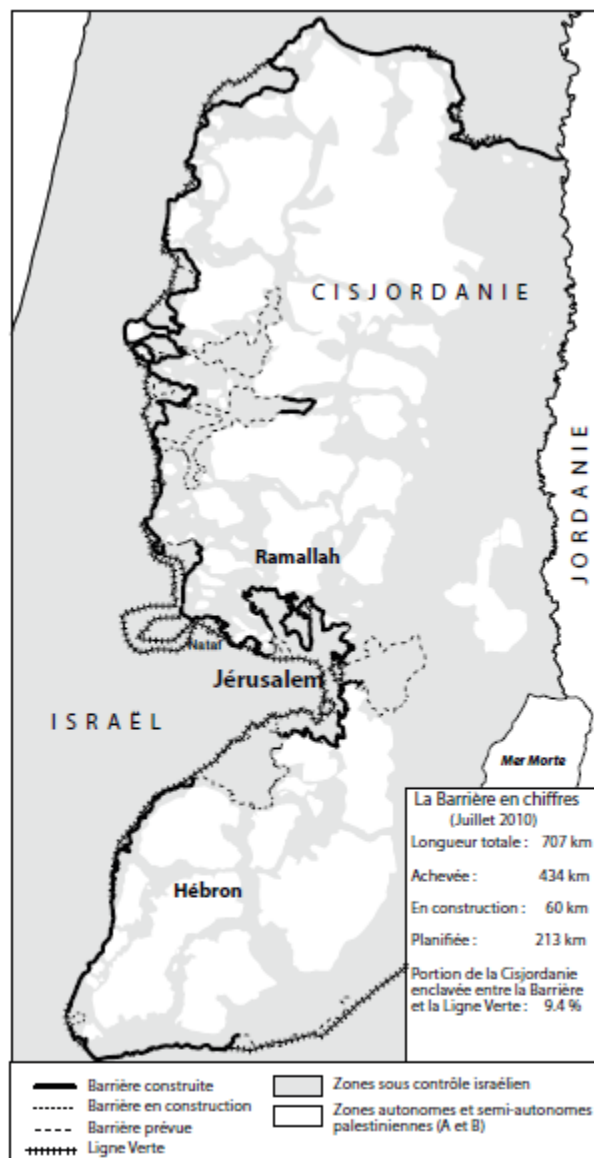 CISJORDANIE
JORDANIE
Ramallah
Nataf
Jérusalem
ISRAËL
Mer Morte
Hébron
La Barrière en chiffres
(Juillet 2010)
Longueur totale : 707 km
Achevée : 434 km
En construction : 60 km
Planifiée : 213 km
Portion de la Cisjordanie
enclavée entre la Barrière
et la Ligne Verte : 9.4 %
Barrière construite
Barrière en construction
Barrière prévue
Ligne Verte
Zones sous contrôle israélien
Zones autonomes et semi-autonomes
palestiniennes (A et B)